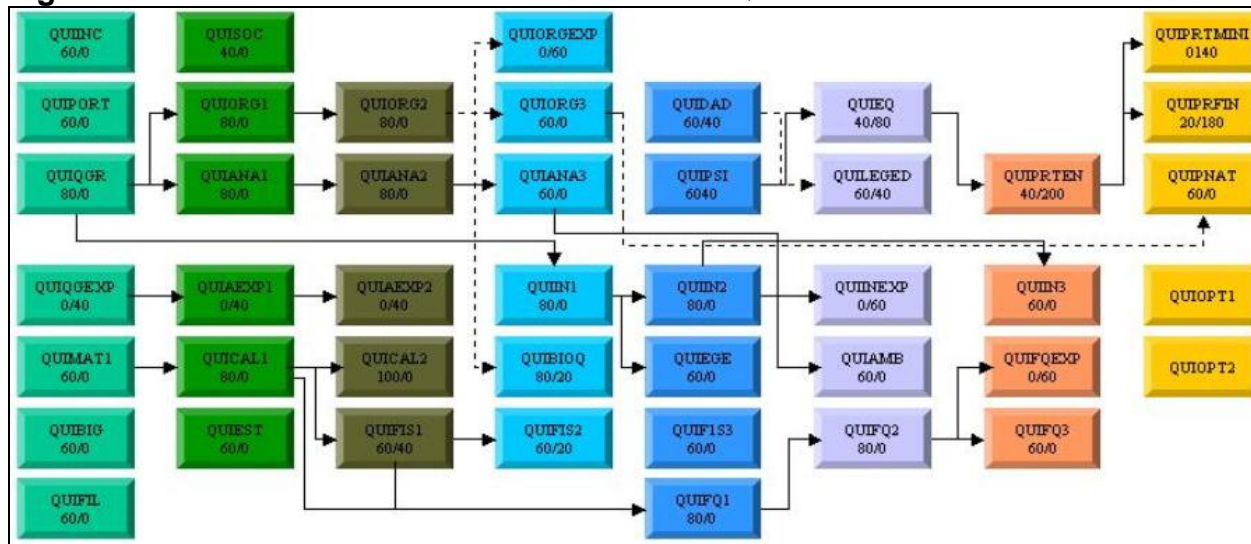 QUIINC
60/0
QUISOC
40/0
QUIORGEXP
0/60
QUIPRTMINI
0140
QUIPORT
60/0
QUIORG1
80/0
QUIORG2
80/0
QUIORG3
60/0
QUIDAD
60/40
QUIEQ
40/80
QUIPRFIN
20/180
QUIQGR
80/0
QUIANA1
80/0
QUIANA2
80/0
QUIANA3
60/0
QUIPSI
6040
QUILEGED
60/40
QUIPRTEN
40/200
QUIPNAT
60/0
QUIQGEXP
0/40
QUIAEXP1
0/40
QUIAEXP2
0/40
QUIIN1
80/0
QUIIN2
80/0
QUIINEXP
0/60
QUIIN3
60/0
QUIOPT1
QUIMAT1
60/0
QUICAL1
80/0
QUICAL2
100/0
QUIBIOQ
80/20
QUIEGE
60/0
QUIAMB
60/0
QUIFQEXP
0/60
QUIOPT2
QUIBIG
60/0
QUIEST
60/0
QUIFIS1
60/40
QUIFIS2
60/20
QUIF1S3
60/0
QUIFQ2
80/0
QUIFQ3
60/0
QUIFIL
60/0
QUIFQ1
80/0